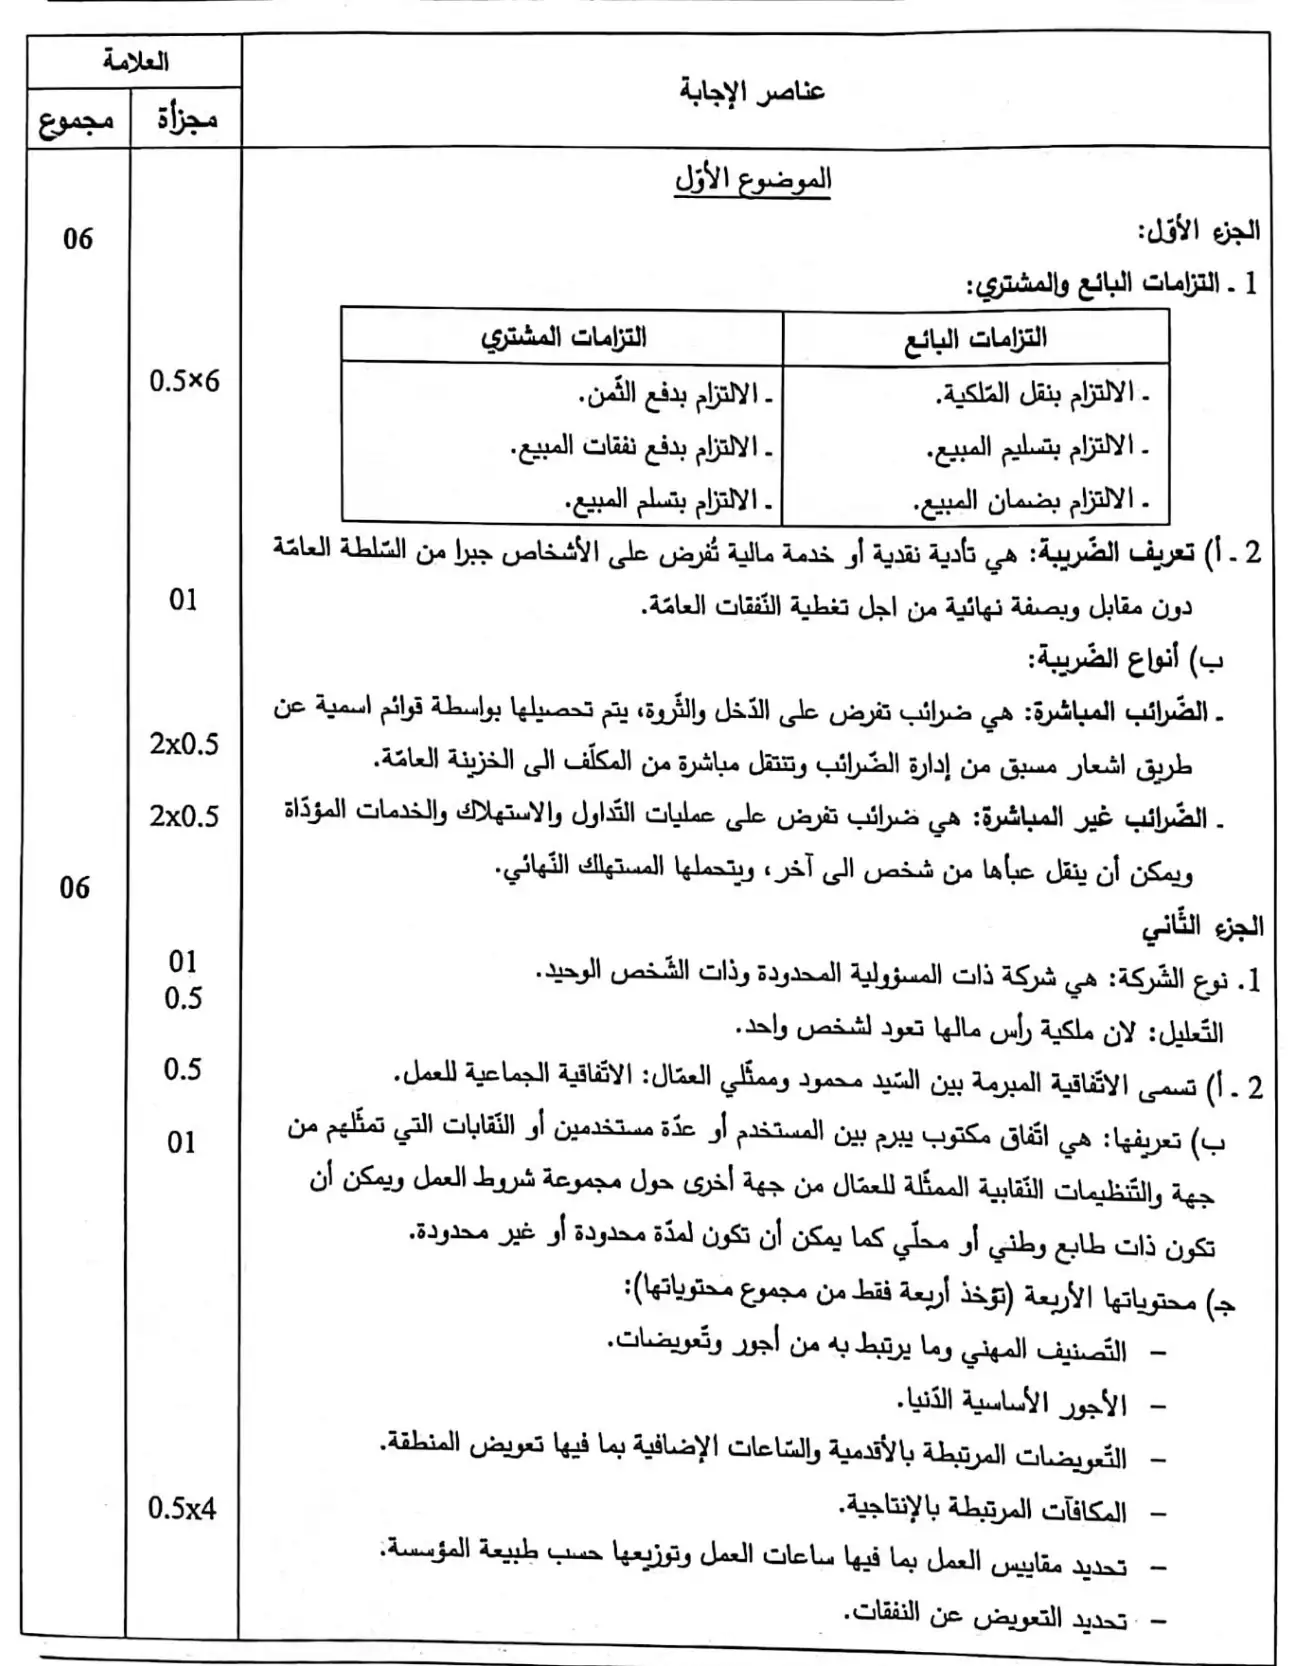 العلامة
عناصر الإجابة
مجموع
مجزأة
الموضوع الأوّل
06
الجزء الأوّل:
1 ـ التزامات البائع والمشتري:
التزامات البائع
التزامات المشتري
0.5×6
ـ الالتزام بنقل المّلكية.
ـ الالتزام بدفع الثّمن.
ـ الالتزام بتسليم المبيع.
ـ الالتزام بدفع نفقات المبيع.
ـ الالتزام بضمان المبيع.
ـ الالتزام بتسلم المبيع.
2 ـ أ) تعريف الضّريبة: هي تأدية نقدية أو خدمة مالية تُفرض على الأشخاص جبرا من السّلطة العامّة
01
دون مقابل وبصفة نهائية من اجل تغطية النّفقات العامّة.
ب) أنواع الضّريبة:
ـ الضّرائب المباشرة: هي ضرائب تفرض على الدّخل والثّروة، يتم تحصيلها بواسطة قوائم اسمية عن
2x0.5
طريق اشعار مسبق من إدارة الضّرائب وتنتقل مباشرة من المكلّف الى الخزينة العامّة.
2x0.5
ـ الضّرائب غير المباشرة: هي ضرائب تفرض على عمليات التّداول والاستهلاك والخدمات المؤدّاة
ويمكن أن ينقل عبأها من شخص الى آخر، ويتحملها المستهلك النّهائي.
06
الجزء الثّاني
01
1. نوع الشّركة: هي شركة ذات المسؤولية المحدودة وذات الشّخص الوحيد.
0.5
التّعليل: لان ملكية رأس مالها تعود لشخص واحد.
0.5
2 ـ أ) تسمى الاتّفاقية المبرمة بين السّيد محمود وممثّلي العمّال: الاتّفاقية الجماعية للعمل.
01
ب) تعريفها: هي اتّفاق مكتوب يبرم بين المستخدم أو عدّة مستخدمين أو النّقابات التي تمثّلهم من
جهة والتّنظيمات النّقابية الممثّلة للعمّال من جهة أخرى حول مجموعة شروط العمل ويمكن أن
تكون ذات طابع وطني أو محلّي كما يمكن أن تكون لمدّة محدودة أو غير محدودة.
جـ) محتوياتها الأربعة (تؤخذ أربعة فقط من مجموع محتوياتها):
– التّصنيف المهني وما يرتبط به من أجور وتّعويضات.
– الأجور الأساسية الدّنيا.
– التّعويضات المرتبطة بالأقدمية والسّاعات الإضافية بما فيها تعويض المنطقة.
0.5x4
– المكافآت المرتبطة بالإنتاجية.
– تحديد مقاييس العمل بما فيها ساعات العمل وتوزيعها حسب طبيعة المؤسسة.
– تحديد التعويض عن النفقات.